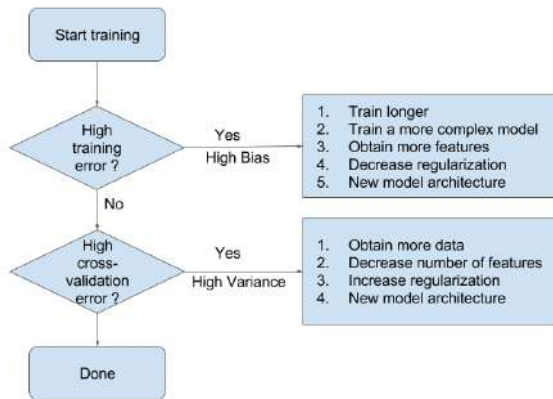 Start training
High
training
error ?
Yes
High Bias
1. Train longer
2. Train a more complex model
3. Obtain more features
4. Decrease regularization
5. New model architecture
No
High
cross-
validation
error ?
Yes
High Variance
1. Obtain more data
2. Decrease number of features
3. Increase regularization
4. New model architecture
Done